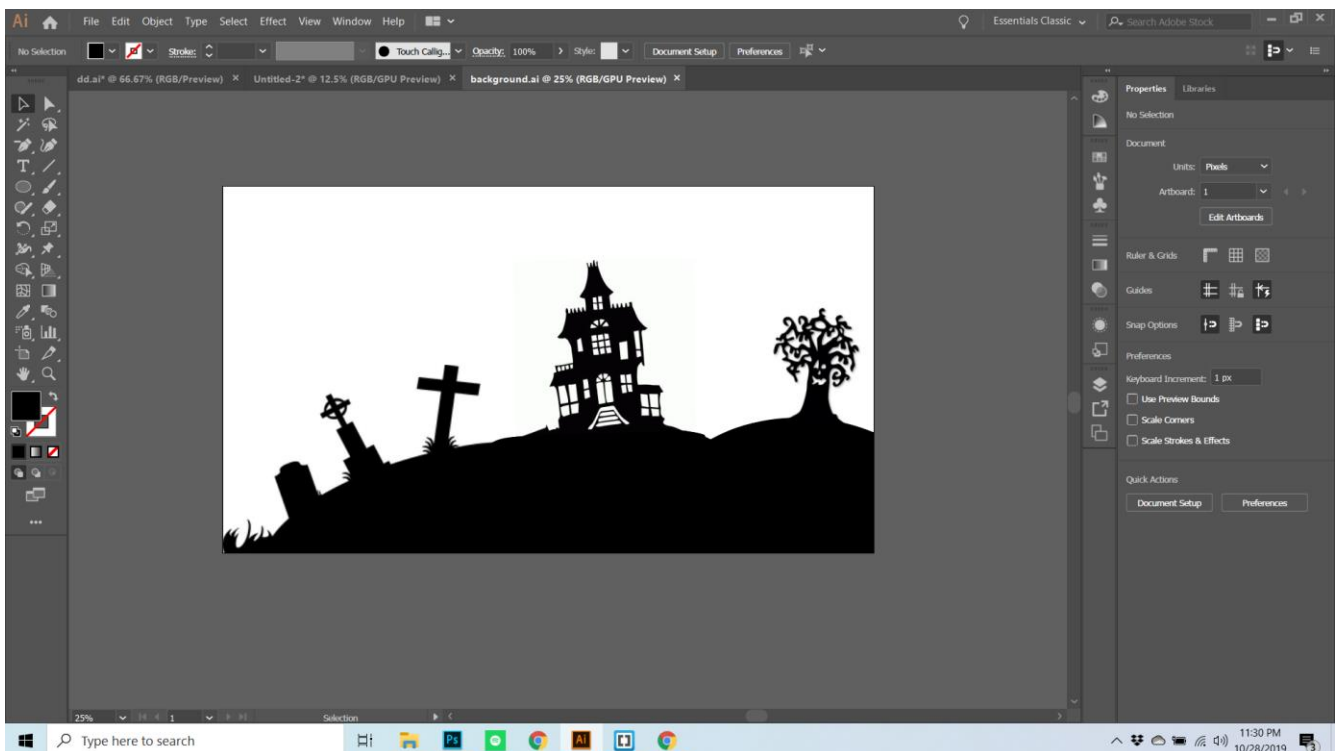 Ai File Edit Object Type Select Effect View Window Help Essentials Classic Search Adobe Stock
No Selection Stroke: Touch Callig... Opacity: 100% Style: Document Setup Preferences
dd.ai* @ 66.67% (RGB/Preview) × Untitled-2* @ 12.5% (RGB/GPU Preview) × background.ai @ 25% (RGB/GPU Preview) ×
Properties Libraries
No Selection
Document
Units: Pixels
Artboard: 1
Edit Artboards
Ruler & Grids
Guides
Snap Options
Preferences
Keyboard Increment: 1 px
Use Preview Bounds
Scale Corners
Scale Strokes & Effects
Quick Actions
Document Setup Preferences
25% 1 Selection
Type here to search Ps Ai 11:30 PM
10/28/2019 3